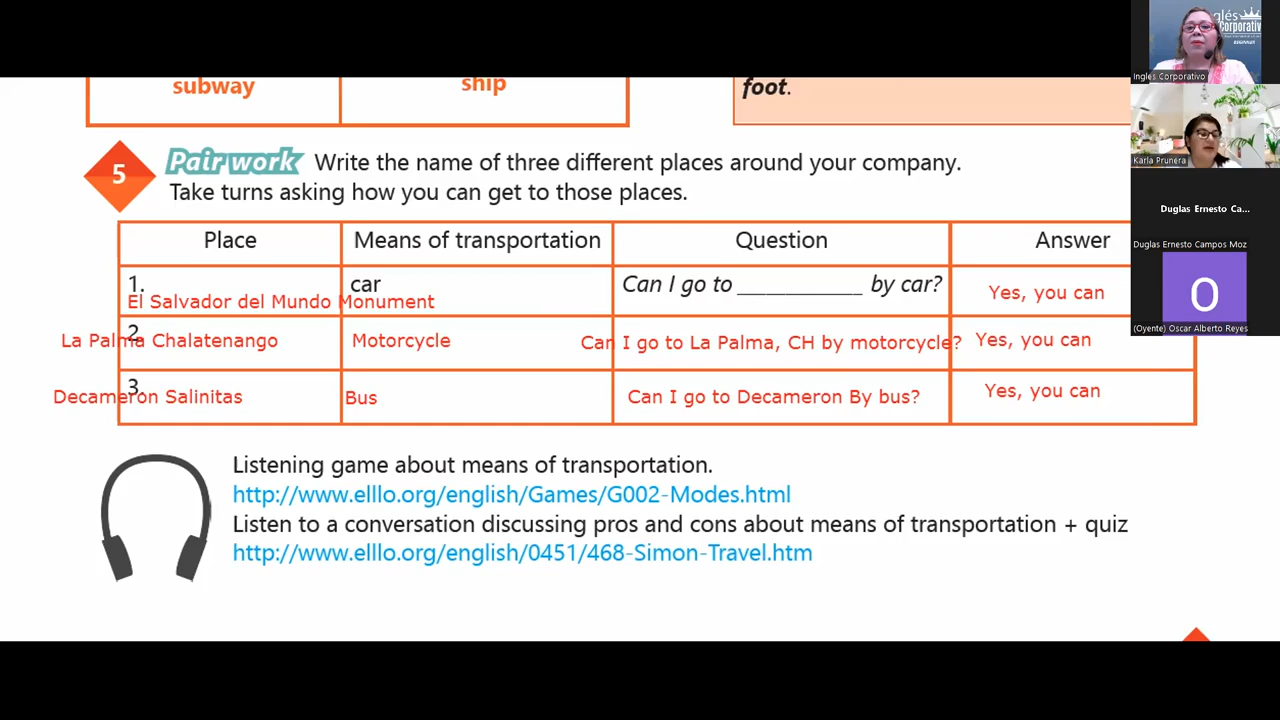 subway
ship
foot.
5
Pair work Write the name of three different places around your company.
Take turns asking how you can get to those places.
Place Means of transportation Question Answer
1. car Can I go to ____________ by car? Yes, you can
El Salvador del Mundo Monument
2.
La Palma Chalatenango Motorcycle Can I go to La Palma, CH by motorcycle? Yes, you can
3.
Decameron Salinitas Bus Can I go to Decameron By bus? Yes, you can
Listening game about means of transportation.
http://www.elllo.org/english/Games/G002-Modes.html
Listen to a conversation discussing pros and cons about means of transportation + quiz
http://www.elllo.org/english/0451/468-Simon-Travel.htm
glés
Corporativo
Ingles Corporativo
Karla Prunera
Duglas Ernesto Ca...
Duglas Ernesto Campos Moz
O
(Oyente) Oscar Alberto Reyes